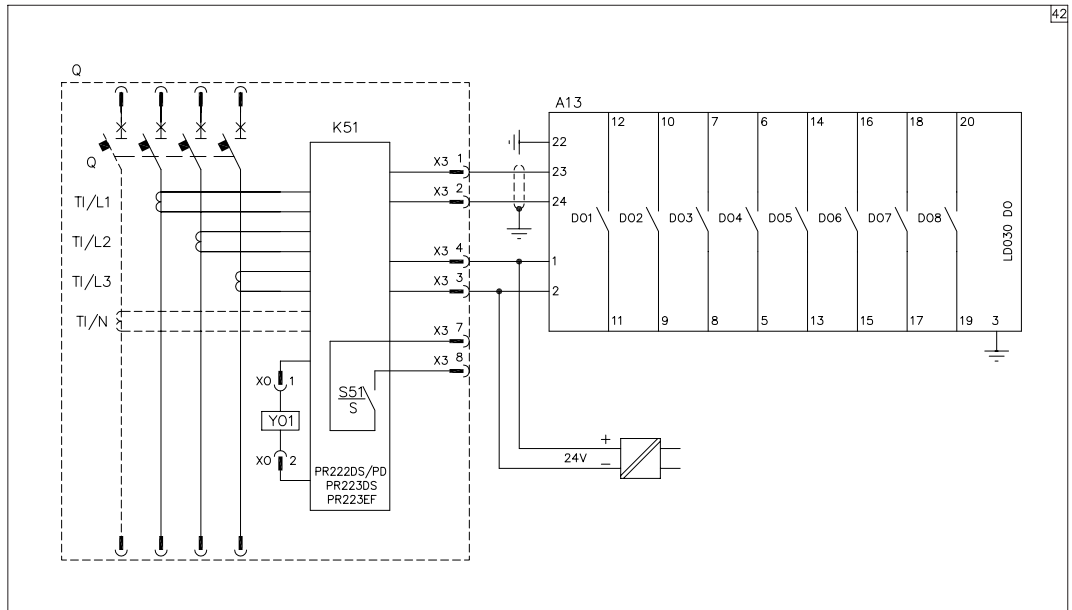 42
Q
A13
K51
12 10 7 6 14 16 18 20
22
X3 1
23
Q
X3 2
24
TI/L1
DO1 DO2 DO3 DO4 DO5 DO6 DO7 DO8
LD030 DO
TI/L2
X3 4
1
TI/L3
X3 3
2
TI/N
11 9 8 5 13 15 17 19 3
X3 7
X3 8
X0 1
S51
S
Y01
X0 2
+
24V
−
PR222DS/PD
PR223DS
PR223EF